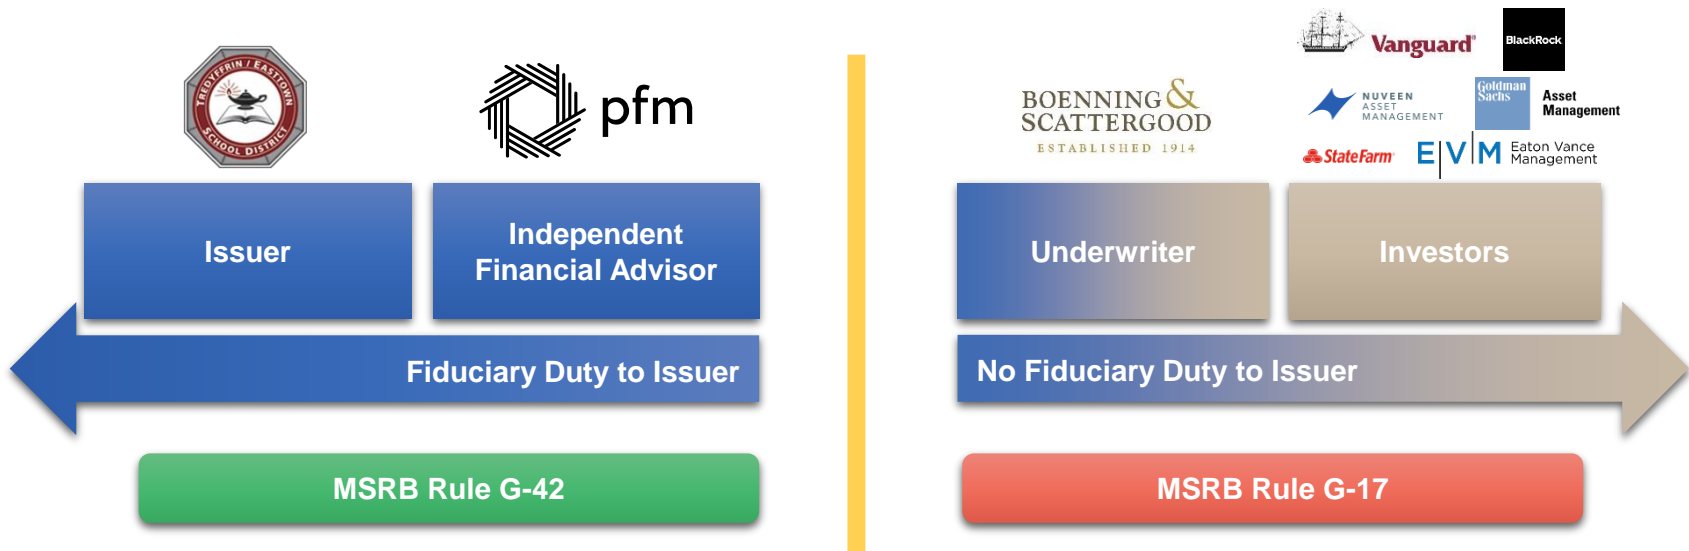 TREDYFFRIN / EASTTOWN
SCHOOL DISTRICT
pfm
BOENNING &
SCATTERGOOD
ESTABLISHED 1914
Vanguard®
BlackRock
NUVEEN
ASSET
MANAGEMENT
Goldman
Sachs
Asset
Management
StateFarm
E|V|M Eaton Vance
Management
Issuer
Independent
Financial Advisor
Underwriter
Investors
Fiduciary Duty to Issuer
No Fiduciary Duty to Issuer
MSRB Rule G-42
MSRB Rule G-17